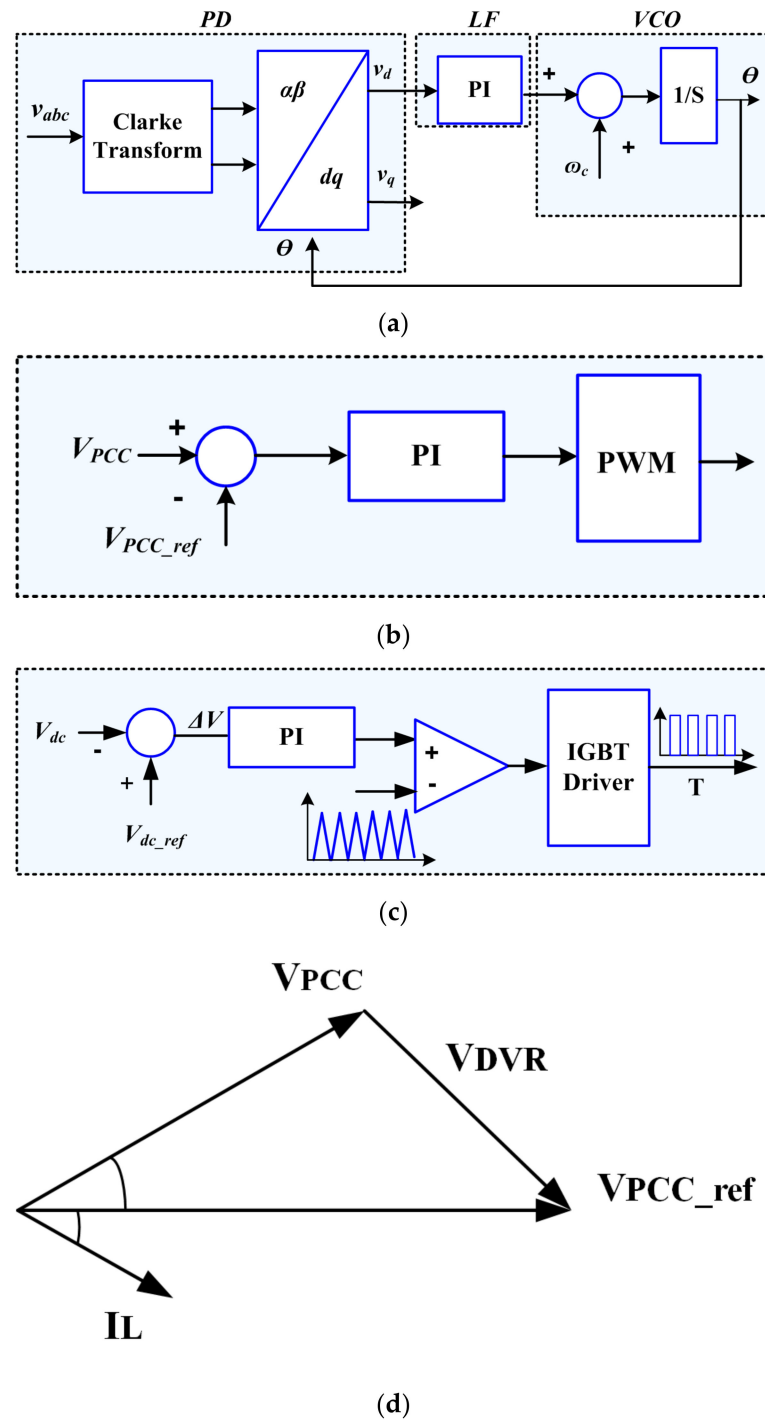 PD
LF
VCO
v_abc
Clarke
Transform
αβ
dq
v_d
v_q
PI
+
+
ω_c
1/S
Θ
Θ
(a)
V_PCC
+
-
V_PCC_ref
PI
PWM
(b)
V_dc
-
+
V_dc_ref
ΔV
PI
+
-
IGBT
Driver
T
(c)
VPCC
VDVR
VPCC_ref
IL
(d)